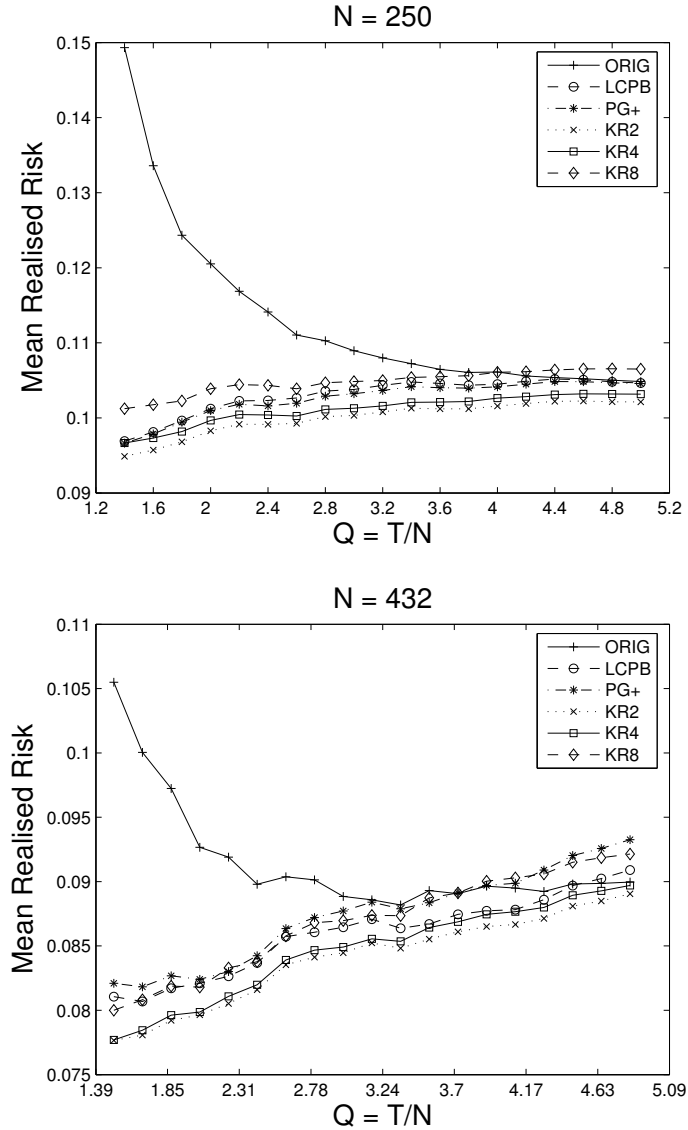 N = 250
Mean Realised Risk
0.15
0.14
0.13
0.12
0.11
0.1
0.09
ORIG
LCPB
PG+
KR2
KR4
KR8
1.2 1.6 2 2.4 2.8 3.2 3.6 4 4.4 4.8 5.2
Q = T/N
N = 432
Mean Realised Risk
0.11
0.105
0.1
0.095
0.09
0.085
0.08
0.075
ORIG
LCPB
PG+
KR2
KR4
KR8
1.39 1.85 2.31 2.78 3.24 3.7 4.17 4.63 5.09
Q = T/N